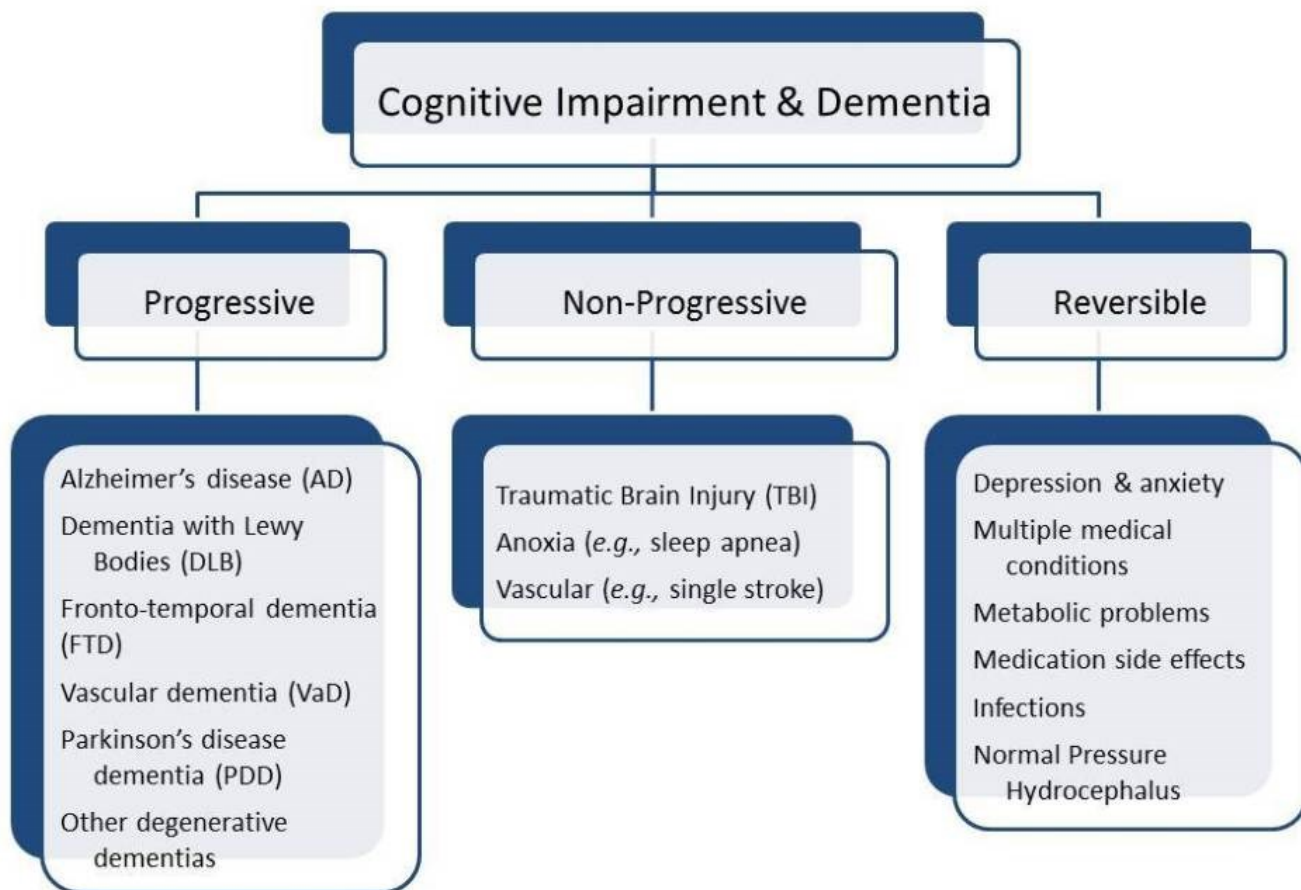 Cognitive Impairment & Dementia
Progressive
Non-Progressive
Reversible
Alzheimer’s disease (AD)
Dementia with Lewy
Bodies (DLB)
Fronto-temporal dementia
(FTD)
Vascular dementia (VaD)
Parkinson’s disease
dementia (PDD)
Other degenerative
dementias
Traumatic Brain Injury (TBI)
Anoxia (e.g., sleep apnea)
Vascular (e.g., single stroke)
Depression & anxiety
Multiple medical
conditions
Metabolic problems
Medication side effects
Infections
Normal Pressure
Hydrocephalus